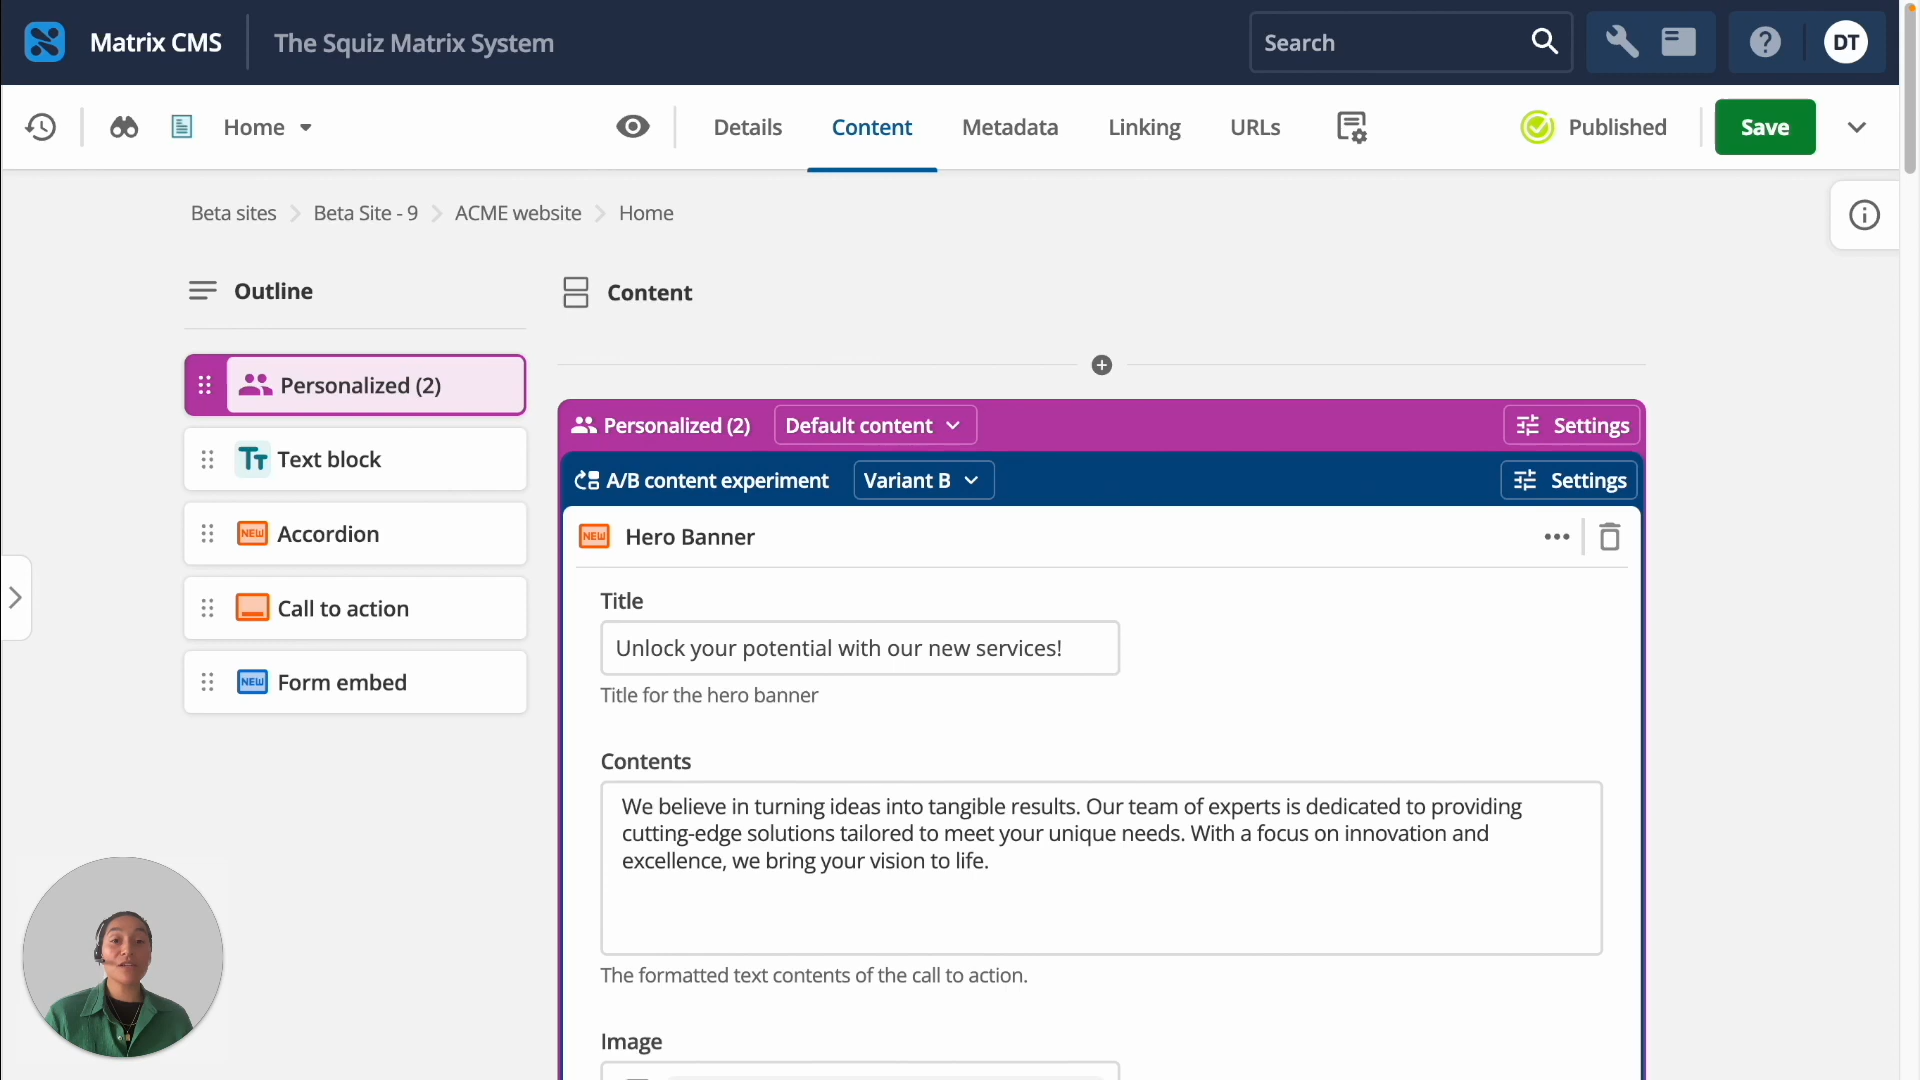 Matrix CMS
The Squiz Matrix System
Search
?
DT
Home
Details
Content
Metadata
Linking
URLs
Published
Save
Beta sites
Beta Site - 9
ACME website
Home
Outline
Content
Personalized (2)
Text block
NEW
Accordion
Call to action
NEW
Form embed
Personalized (2)
Default content
Settings
A/B content experiment
Variant B
Settings
NEW
Hero Banner
Title
Unlock your potential with our new services!
Title for the hero banner
Contents
We believe in turning ideas into tangible results. Our team of experts is dedicated to providing
cutting-edge solutions tailored to meet your unique needs. With a focus on innovation and
excellence, we bring your vision to life.
The formatted text contents of the call to action.
Image